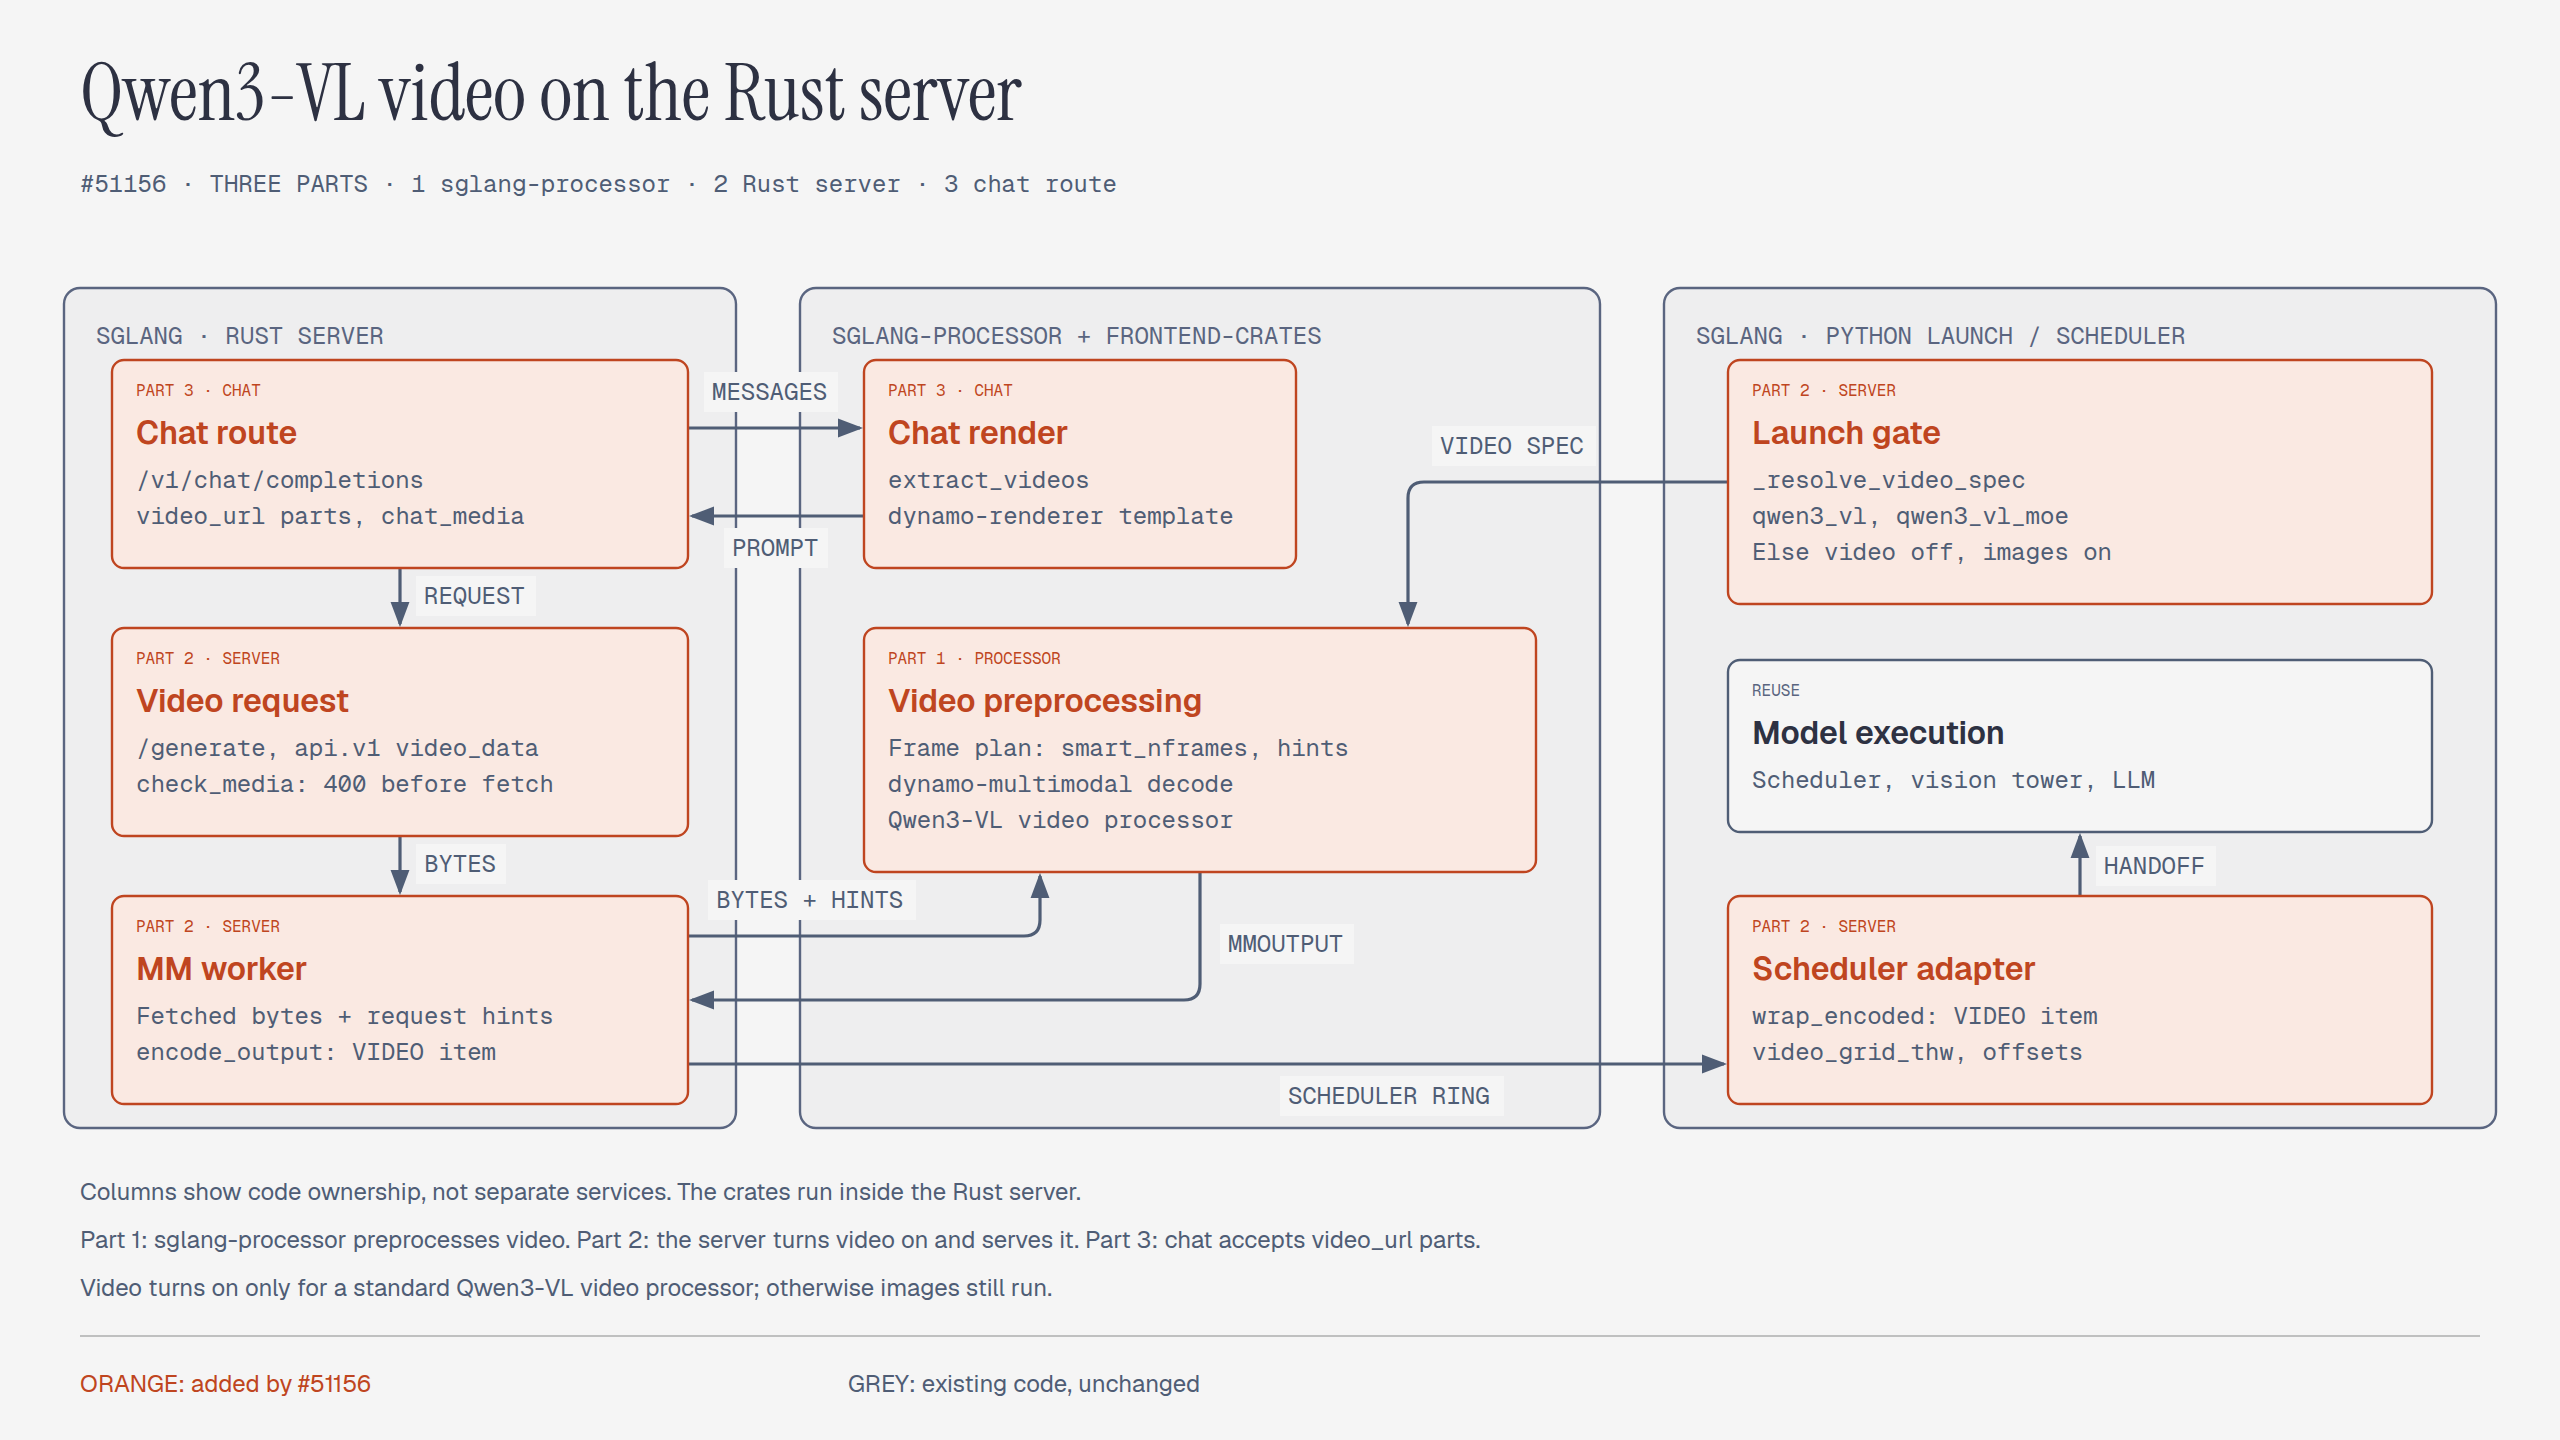 Qwen3-VL video on the Rust server
#51156 · THREE PARTS · 1 sglang-processor · 2 Rust server · 3 chat route
SGLANG · RUST SERVER
PART 3 · CHAT
Chat route
/v1/chat/completions
video_url parts, chat_media
REQUEST
PART 2 · SERVER
Video request
/generate, api.v1 video_data
check_media: 400 before fetch
BYTES
PART 2 · SERVER
MM worker
Fetched bytes + request hints
encode_output: VIDEO item
MESSAGES
PROMPT
BYTES + HINTS
SGLANG-PROCESSOR + FRONTEND-CRATES
PART 3 · CHAT
Chat render
extract_videos
dynamo-renderer template
VIDEO SPEC
PART 1 · PROCESSOR
Video preprocessing
Frame plan: smart_nframes, hints
dynamo-multimodal decode
Qwen3-VL video processor
MMOUTPUT
SCHEDULER RING
SGLANG · PYTHON LAUNCH / SCHEDULER
PART 2 · SERVER
Launch gate
_resolve_video_spec
qwen3_vl, qwen3_vl_moe
Else video off, images on
REUSE
Model execution
Scheduler, vision tower, LLM
HANDOFF
PART 2 · SERVER
Scheduler adapter
wrap_encoded: VIDEO item
video_grid_thw, offsets
Columns show code ownership, not separate services. The crates run inside the Rust server.
Part 1: sglang-processor preprocesses video. Part 2: the server turns video on and serves it. Part 3: chat accepts video_url parts.
Video turns on only for a standard Qwen3-VL video processor; otherwise images still run.
ORANGE: added by #51156
GREY: existing code, unchanged